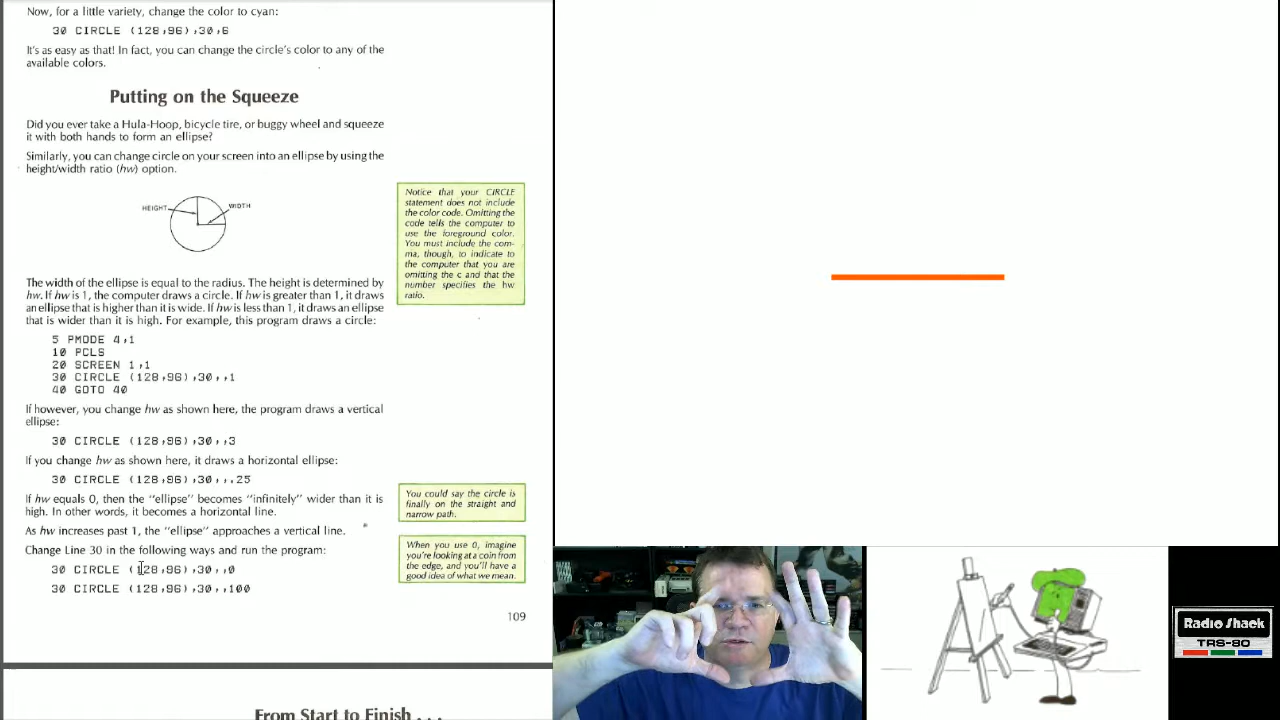 Now, for a little variety, change the color to cyan:
30 CIRCLE (128,96),30,6
It's as easy as that! In fact, you can change the circle's color to any of the
available colors.
Putting on the Squeeze
Did you ever take a Hula-Hoop, bicycle tire, or buggy wheel and squeeze
it with both hands to form an ellipse?
Similarly, you can change circle on your screen into an ellipse by using the
height/width ratio (hw) option.
HEIGHT
WIDTH
Notice that your CIRCLE
statement does not include
the color code. Omitting the
code tells the computer to
use the foreground color.
You must include the com-
ma, though, to indicate to
the computer that you are
omitting the c and that the
number specifies the hw
ratio.
The width of the ellipse is equal to the radius. The height is determined by
hw. If hw is 1, the computer draws a circle. If hw is greater than 1, it draws
an ellipse that is higher than it is wide. If hw is less than 1, it draws an ellipse
that is wider than it is high. For example, this program draws a circle:
5 PMODE 4,1
10 PCLS
20 SCREEN 1,1
30 CIRCLE (128,96),30,,1
40 GOTO 40
If however, you change hw as shown here, the program draws a vertical
ellipse:
30 CIRCLE (128,96),30,,3
If you change hw as shown here, it draws a horizontal ellipse:
30 CIRCLE (128,96),30,,.25
If hw equals 0, then the "ellipse" becomes "infinitely" wider than it is
high. In other words, it becomes a horizontal line.
You could say the circle is
finally on the straight and
narrow path.
As hw increases past 1, the "ellipse" approaches a vertical line.
Change Line 30 in the following ways and run the program:
30 CIRCLE (128,96),30,,0
30 CIRCLE (128,96),30,,100
When you use 0, imagine
you're looking at a coin from
the edge, and you'll have a
good idea of what we mean.
109
From Start to Finish . . .
Radio Shack
TRS-80